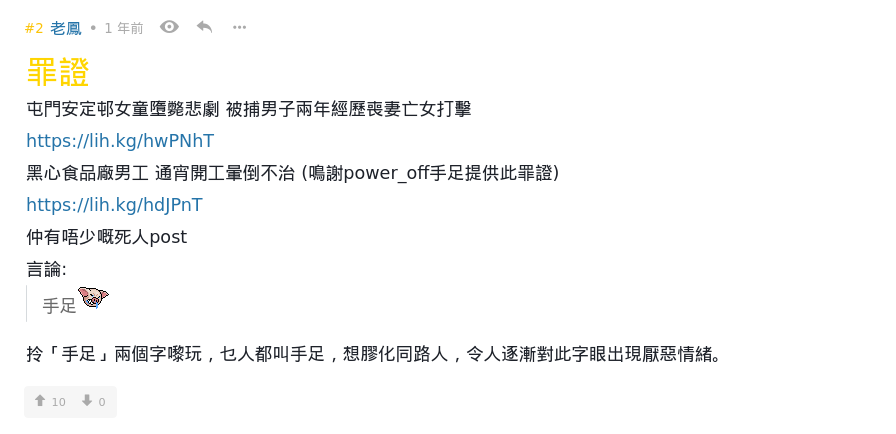 #2 老鳳 • 1 年前
罪證
屯門安定邨女童墮斃悲劇 被捕男子兩年經歷喪妻亡女打擊
https://lih.kg/hwPNhT
黑心食品廠男工 通宵開工暈倒不治 (鳴謝power_off手足提供此罪證)
https://lih.kg/hdJPnT
仲有唔少嘅死人post
言論:
手足
拎「手足」兩個字嚟玩，乜人都叫手足，想膠化同路人，令人逐漸對此字眼出現厭惡情緒。
10 0